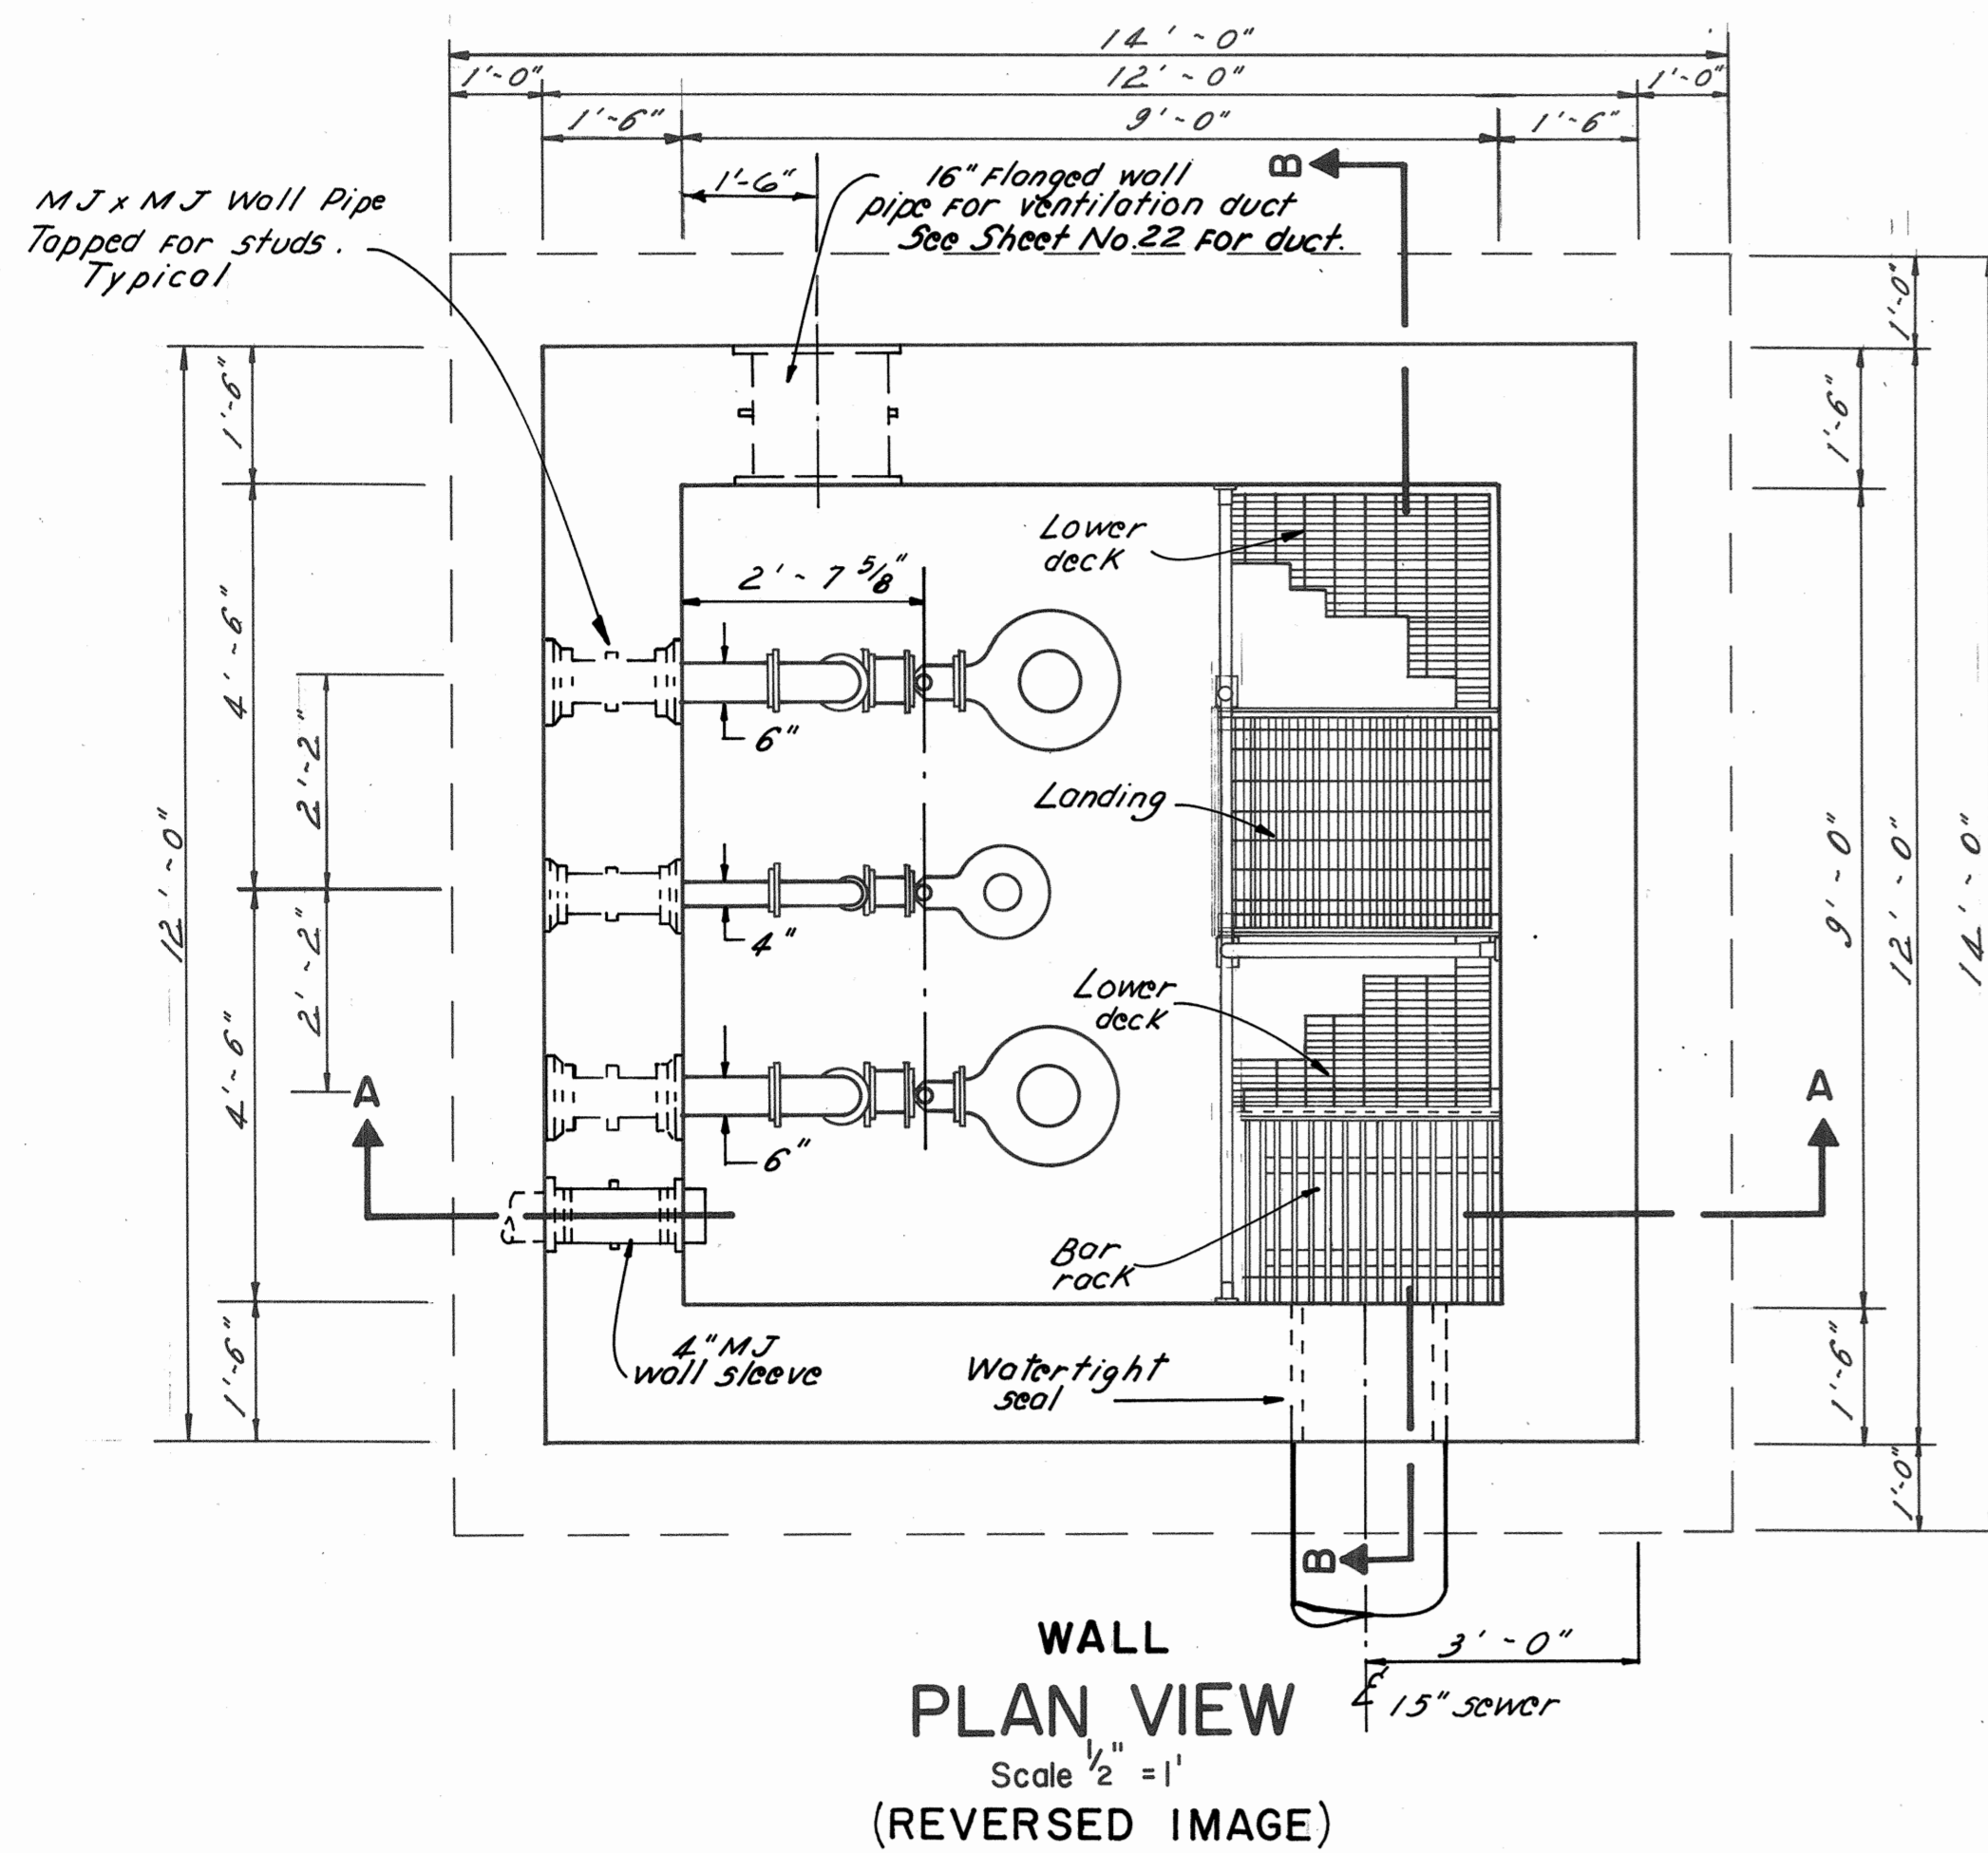 14'~0"
1'~0"
12'~0"
1'~0"
1'~6"
9'~0"
1'~6"
B
1'-6"
16" Flanged wall
pipe for ventilation duct
See Sheet No.22 for duct.
MJ x MJ Wall Pipe
Tapped for studs.
Typical
1'~0"
1'~6"
1'~6"
Lower
deck
2'~7 5/8"
4'~6"
6"
2'~2"
Landing
12'~0"
9'~0"
12'~0"
14'~0"
4"
2'~2"
Lower
deck
4'~6"
A
A
6"
Bar
rack
4" MJ
wall sleeve
Watertight
seal
1'~6"
1'~6"
1'~0"
B
WALL
3'~0"
PLAN VIEW
℄ 15" sewer
Scale 1/2" = 1'
(REVERSED IMAGE)